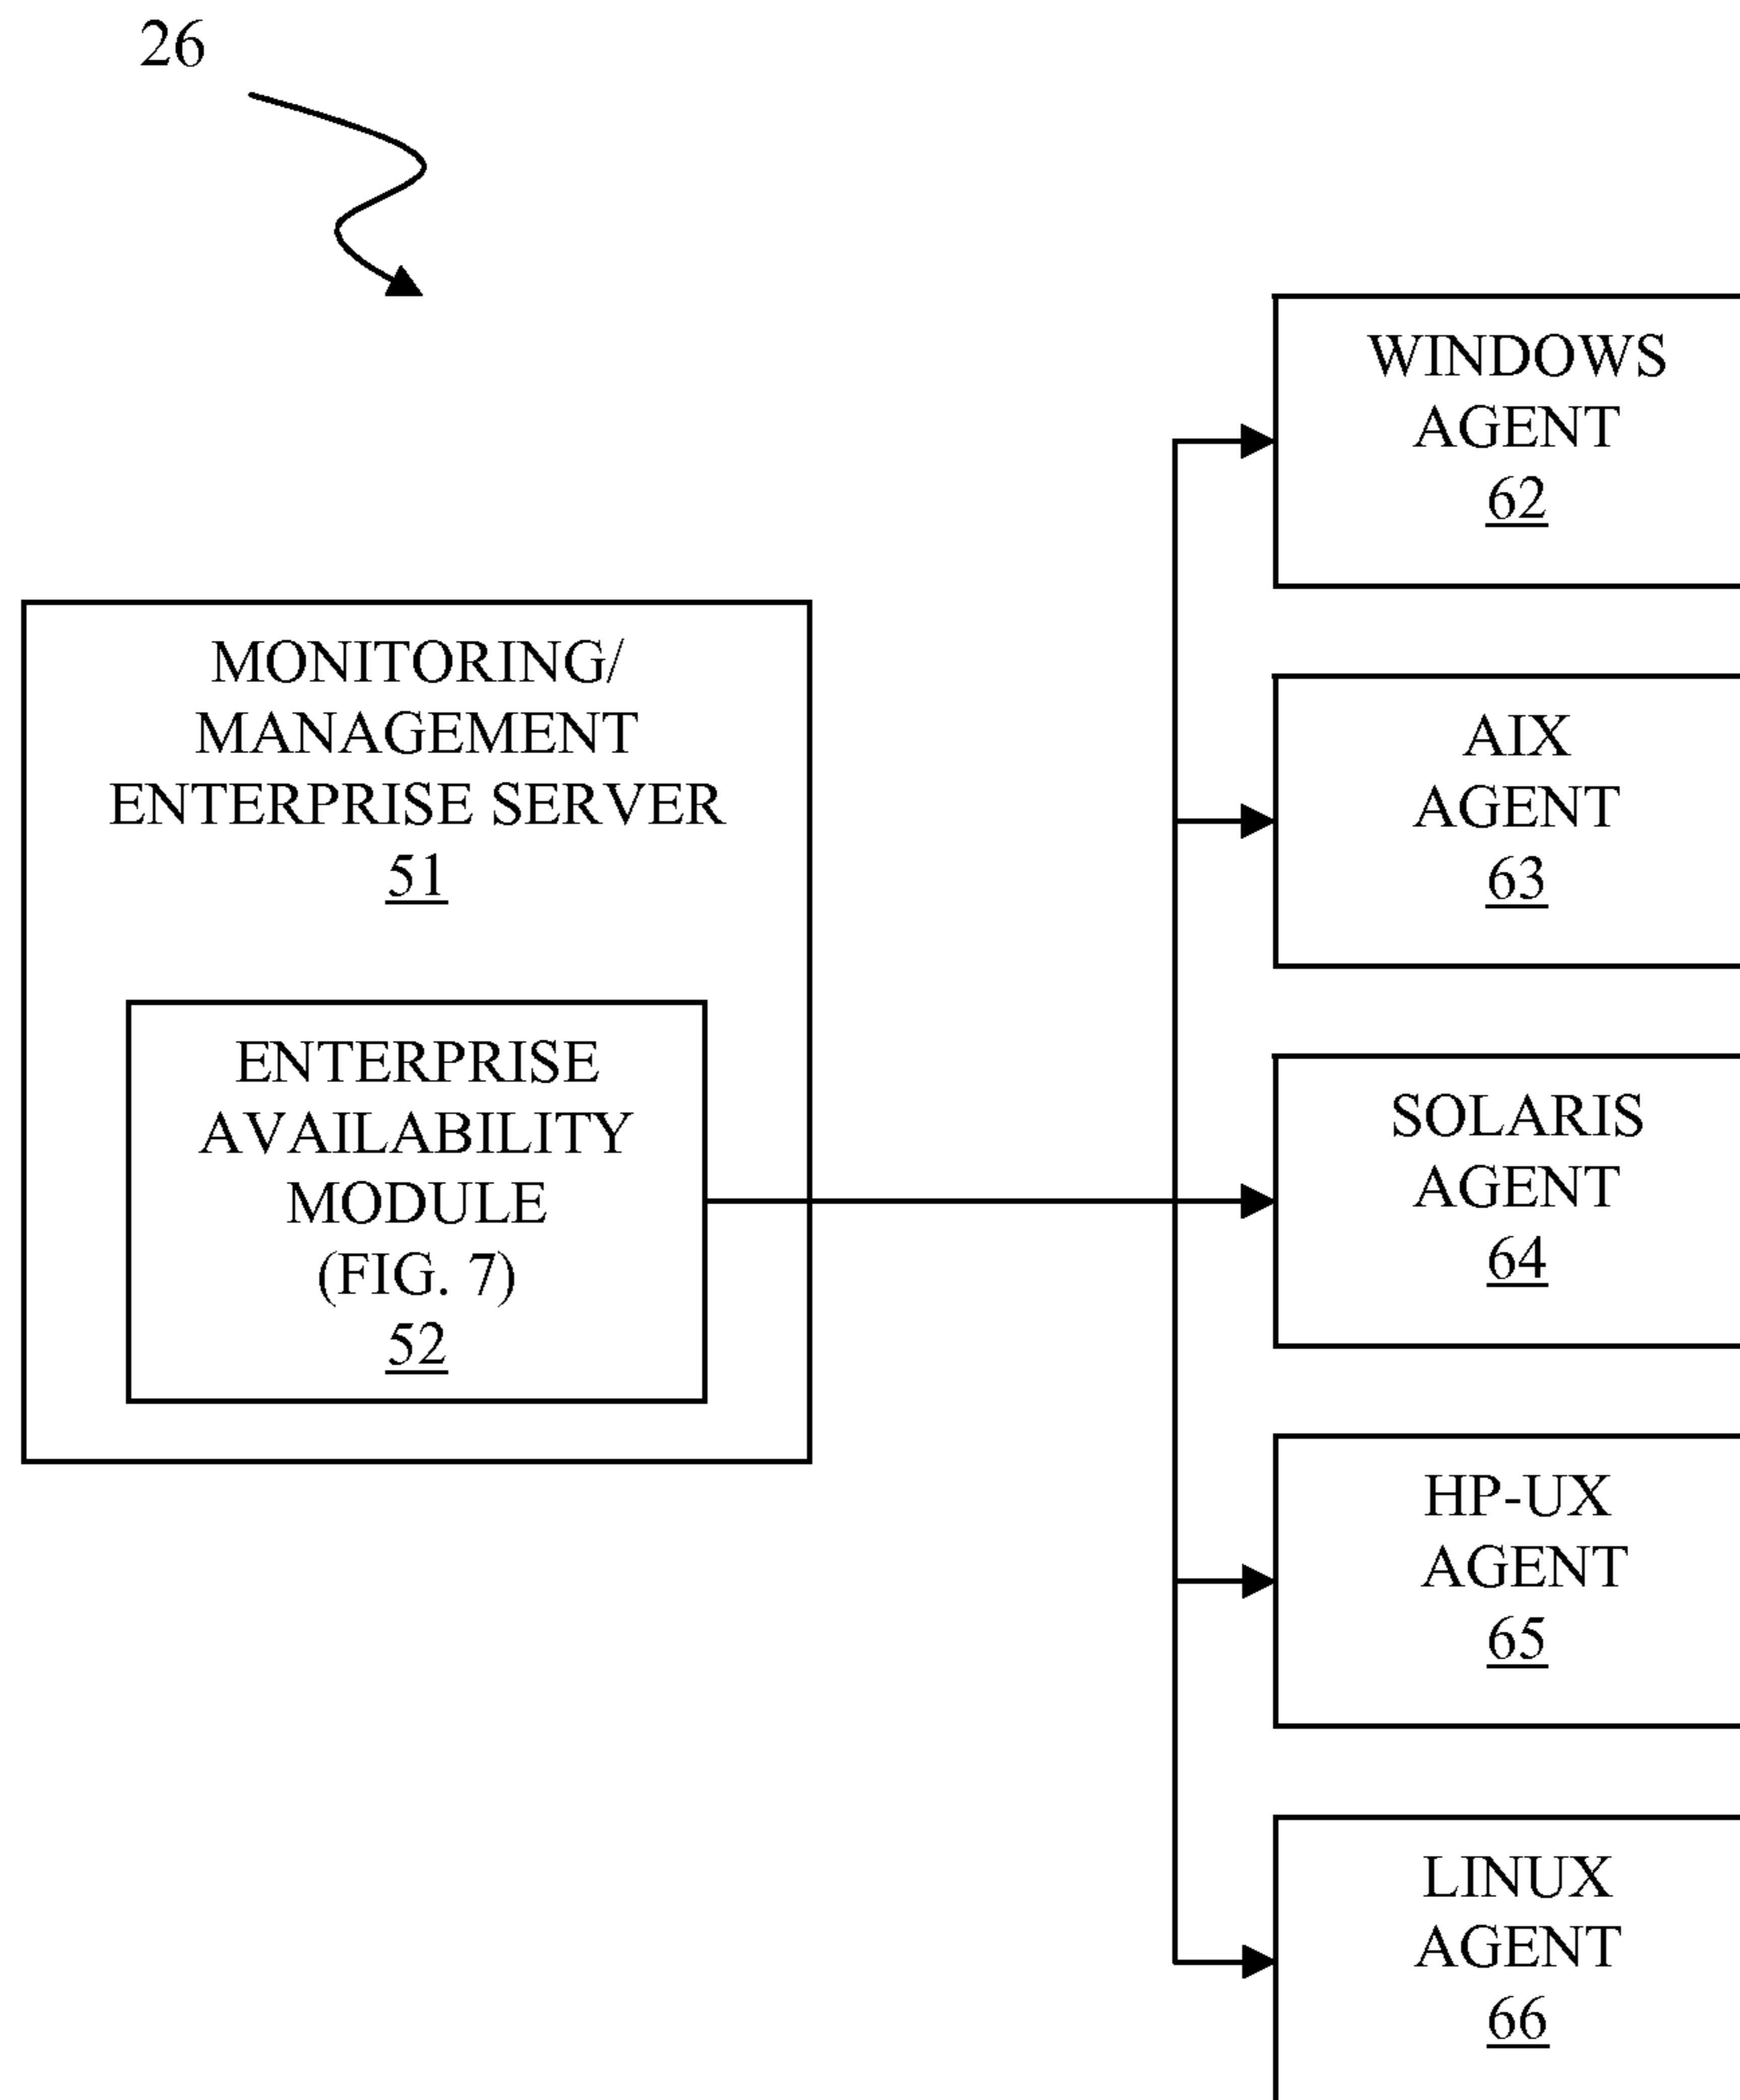 26
MONITORING/
MANAGEMENT
ENTERPRISE SERVER
51
ENTERPRISE
AVAILABILITY
MODULE
(FIG. 7)
52
WINDOWS
AGENT
62
AIX
AGENT
63
SOLARIS
AGENT
64
HP-UX
AGENT
65
LINUX
AGENT
66